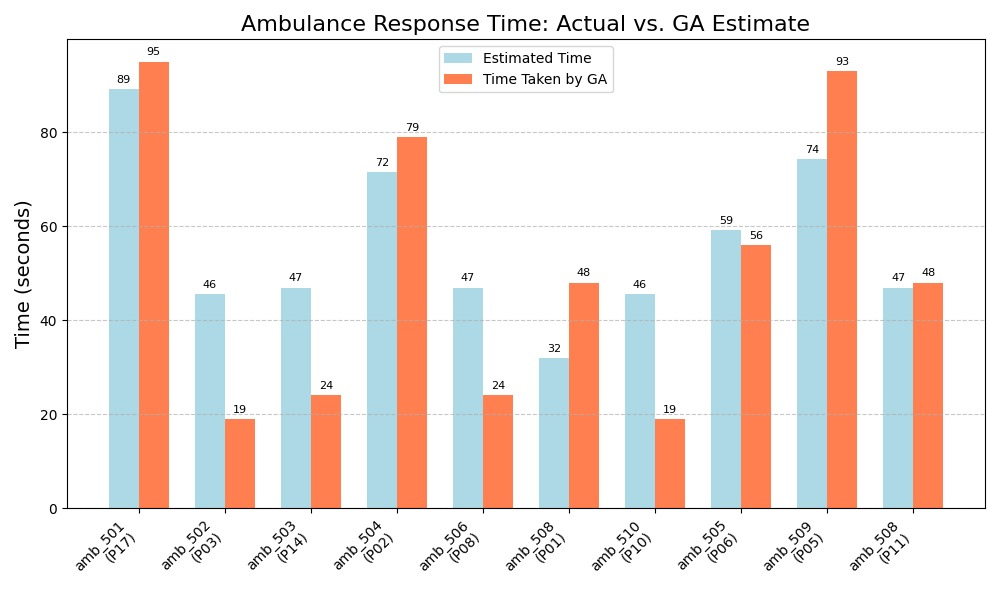 Ambulance Response Time: Actual vs. GA Estimate
Estimated Time
Time Taken by GA
Time (seconds)
80
60
40
20
0
89
95
46
19
47
24
72
79
47
24
32
48
46
19
59
56
74
93
47
48
amb_501
(P17)
amb_502
(P03)
amb_503
(P14)
amb_504
(P02)
amb_506
(P08)
amb_508
(P01)
amb_510
(P10)
amb_505
(P06)
amb_509
(P05)
amb_508
(P11)